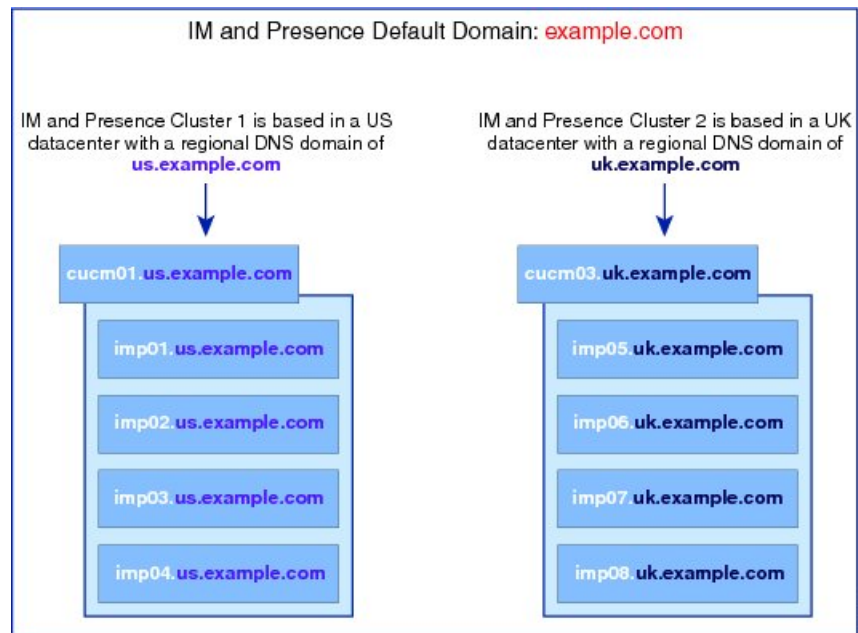 IM and Presence Default Domain: example.com
IM and Presence Cluster 1 is based in a US
datacenter with a regional DNS domain of
us.example.com
cucm01.us.example.com
imp01.us.example.com
imp02.us.example.com
imp03.us.example.com
imp04.us.example.com
IM and Presence Cluster 2 is based in a UK
datacenter with a regional DNS domain of
uk.example.com
cucm03.uk.example.com
imp05.uk.example.com
imp06.uk.example.com
imp07.uk.example.com
imp08.uk.example.com